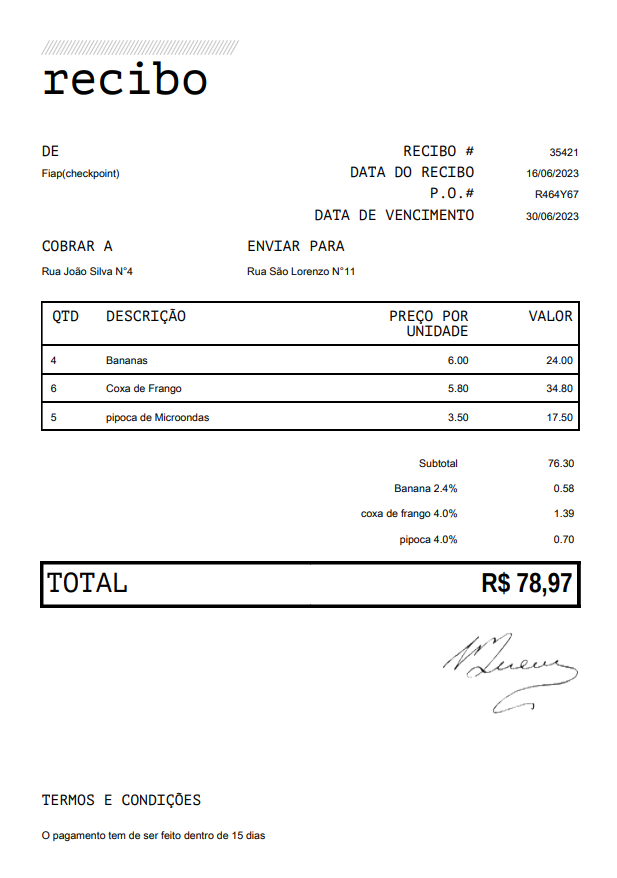 recibo
DE
Fiap(checkpoint)
RECIBO # 35421
DATA DO RECIBO 16/06/2023
P.O.# R464Y67
DATA DE VENCIMENTO 30/06/2023
COBRAR A ENVIAR PARA
Rua João Silva N°4 Rua São Lorenzo N°11
QTD DESCRIÇÃO PREÇO POR UNIDADE VALOR
4 Bananas 6.00 24.00
6 Coxa de Frango 5.80 34.80
5 pipoca de Microondas 3.50 17.50
Subtotal 76.30
Banana 2.4% 0.58
coxa de frango 4.0% 1.39
pipoca 4.0% 0.70
TOTAL R$ 78,97
TERMOS E CONDIÇÕES
O pagamento tem de ser feito dentro de 15 dias